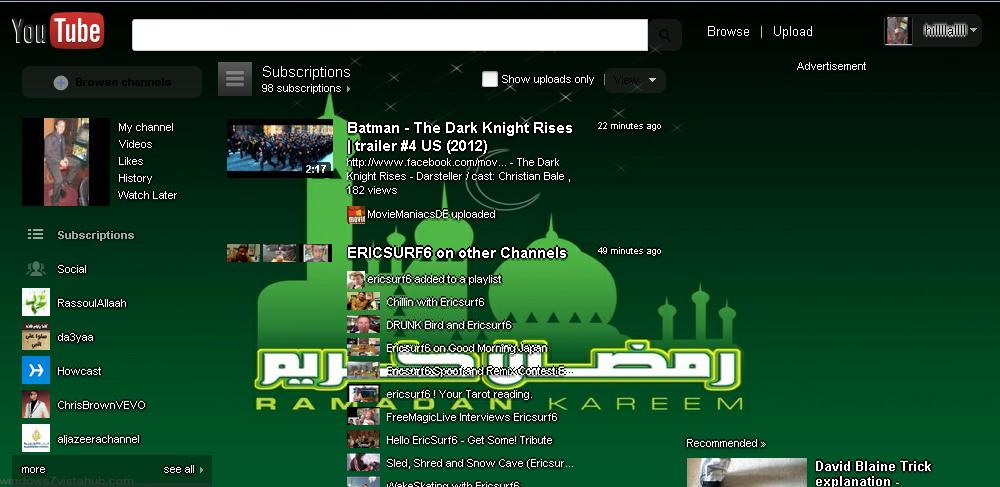 YouTube
Browse | Upload
hilllallll
Browse channels
Subscriptions
98 subscriptions
Show uploads only | View
Advertisement
My channel
Videos
Likes
History
Watch Later
Batman - The Dark Knight Rises
| trailer #4 US (2012)
22 minutes ago
2:17
http://www.facebook.com/mov... - The Dark
Knight Rises - Darsteller / cast: Christian Bale ,
182 views
MovieManiacsDE uploaded
Subscriptions
Social
RassoulAllaah
da3yaa
Howcast
ChrisBrownVEVO
aljazeerachannel
more
see all
ERICSURF6 on other Channels
49 minutes ago
ericsurf6 added to a playlist
Chillin with Ericsurf6
DRUNK Bird and Ericsurf6
Ericsurf6 on Good Morning Japan
Ericsurf6 Spoof and Remix Contest E...
ericsurf6 ! Your Tarot reading.
FreeMagicLive Interviews Ericsurf6
Hello EricSurf6 - Get Some! Tribute
Sled, Shred and Snow Cave (Ericsur...
WakeSkating with Ericsurf6
رمضان كريم
RAMADAN KAREEM
Recommended »
David Blaine Trick
explanation -
windows7vistahub.com